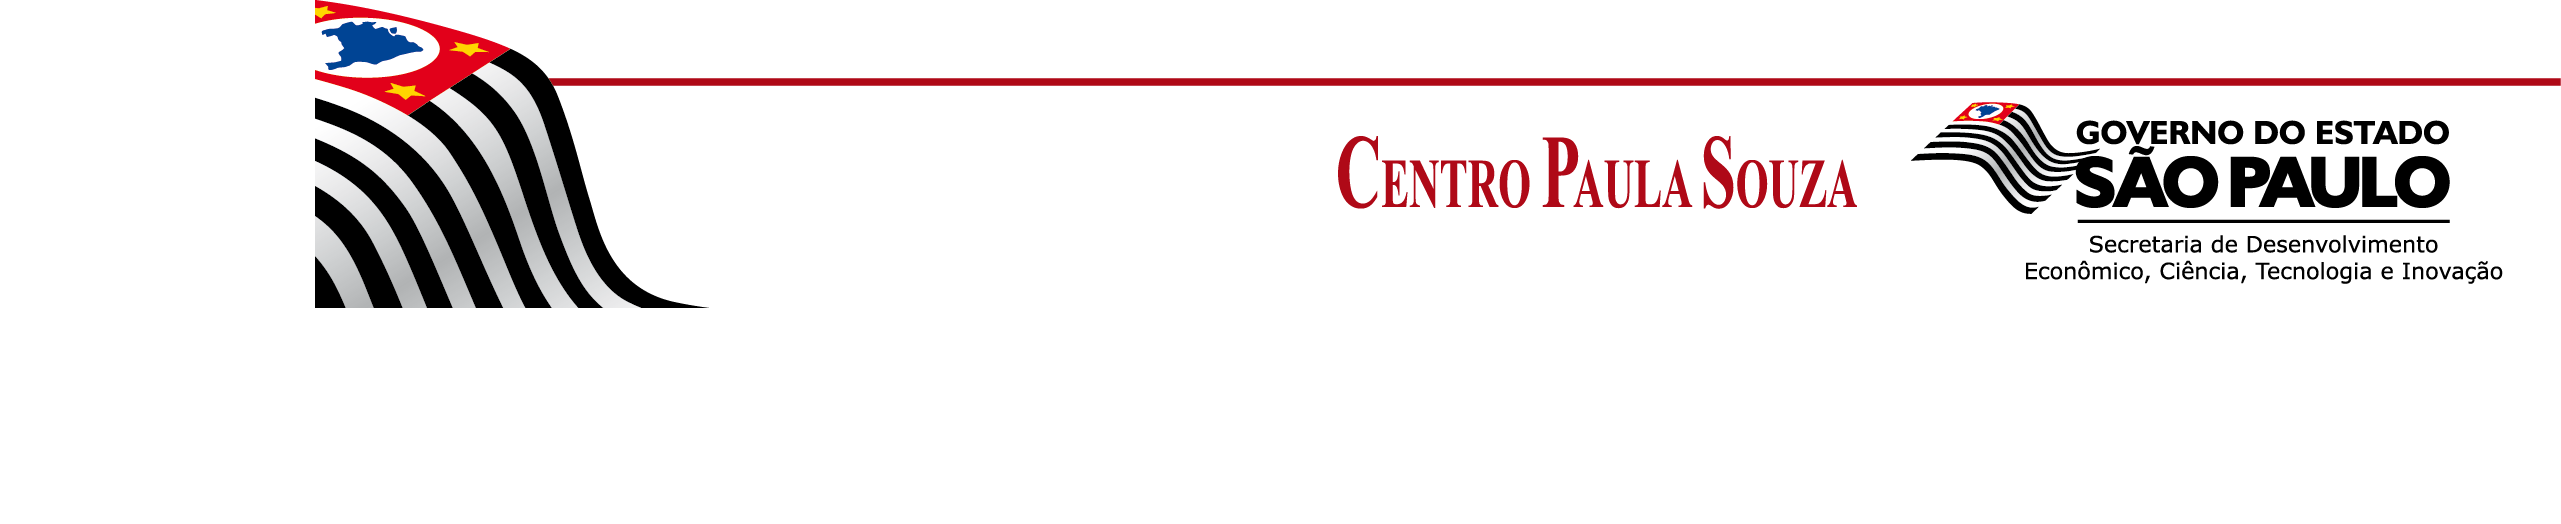 CENTRO PAULA SOUZA
GOVERNO DO ESTADO
SÃO PAULO
Secretaria de Desenvolvimento
Econômico, Ciência, Tecnologia e Inovação